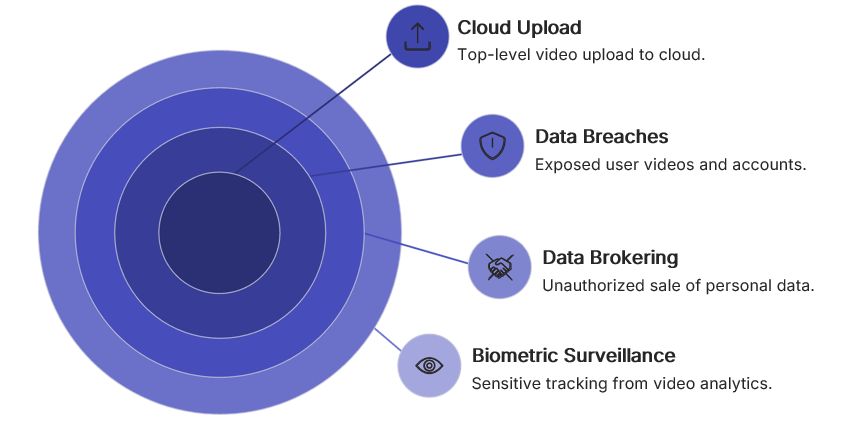 Cloud Upload
Top-level video upload to cloud.
Data Breaches
Exposed user videos and accounts.
Data Brokering
Unauthorized sale of personal data.
Biometric Surveillance
Sensitive tracking from video analytics.